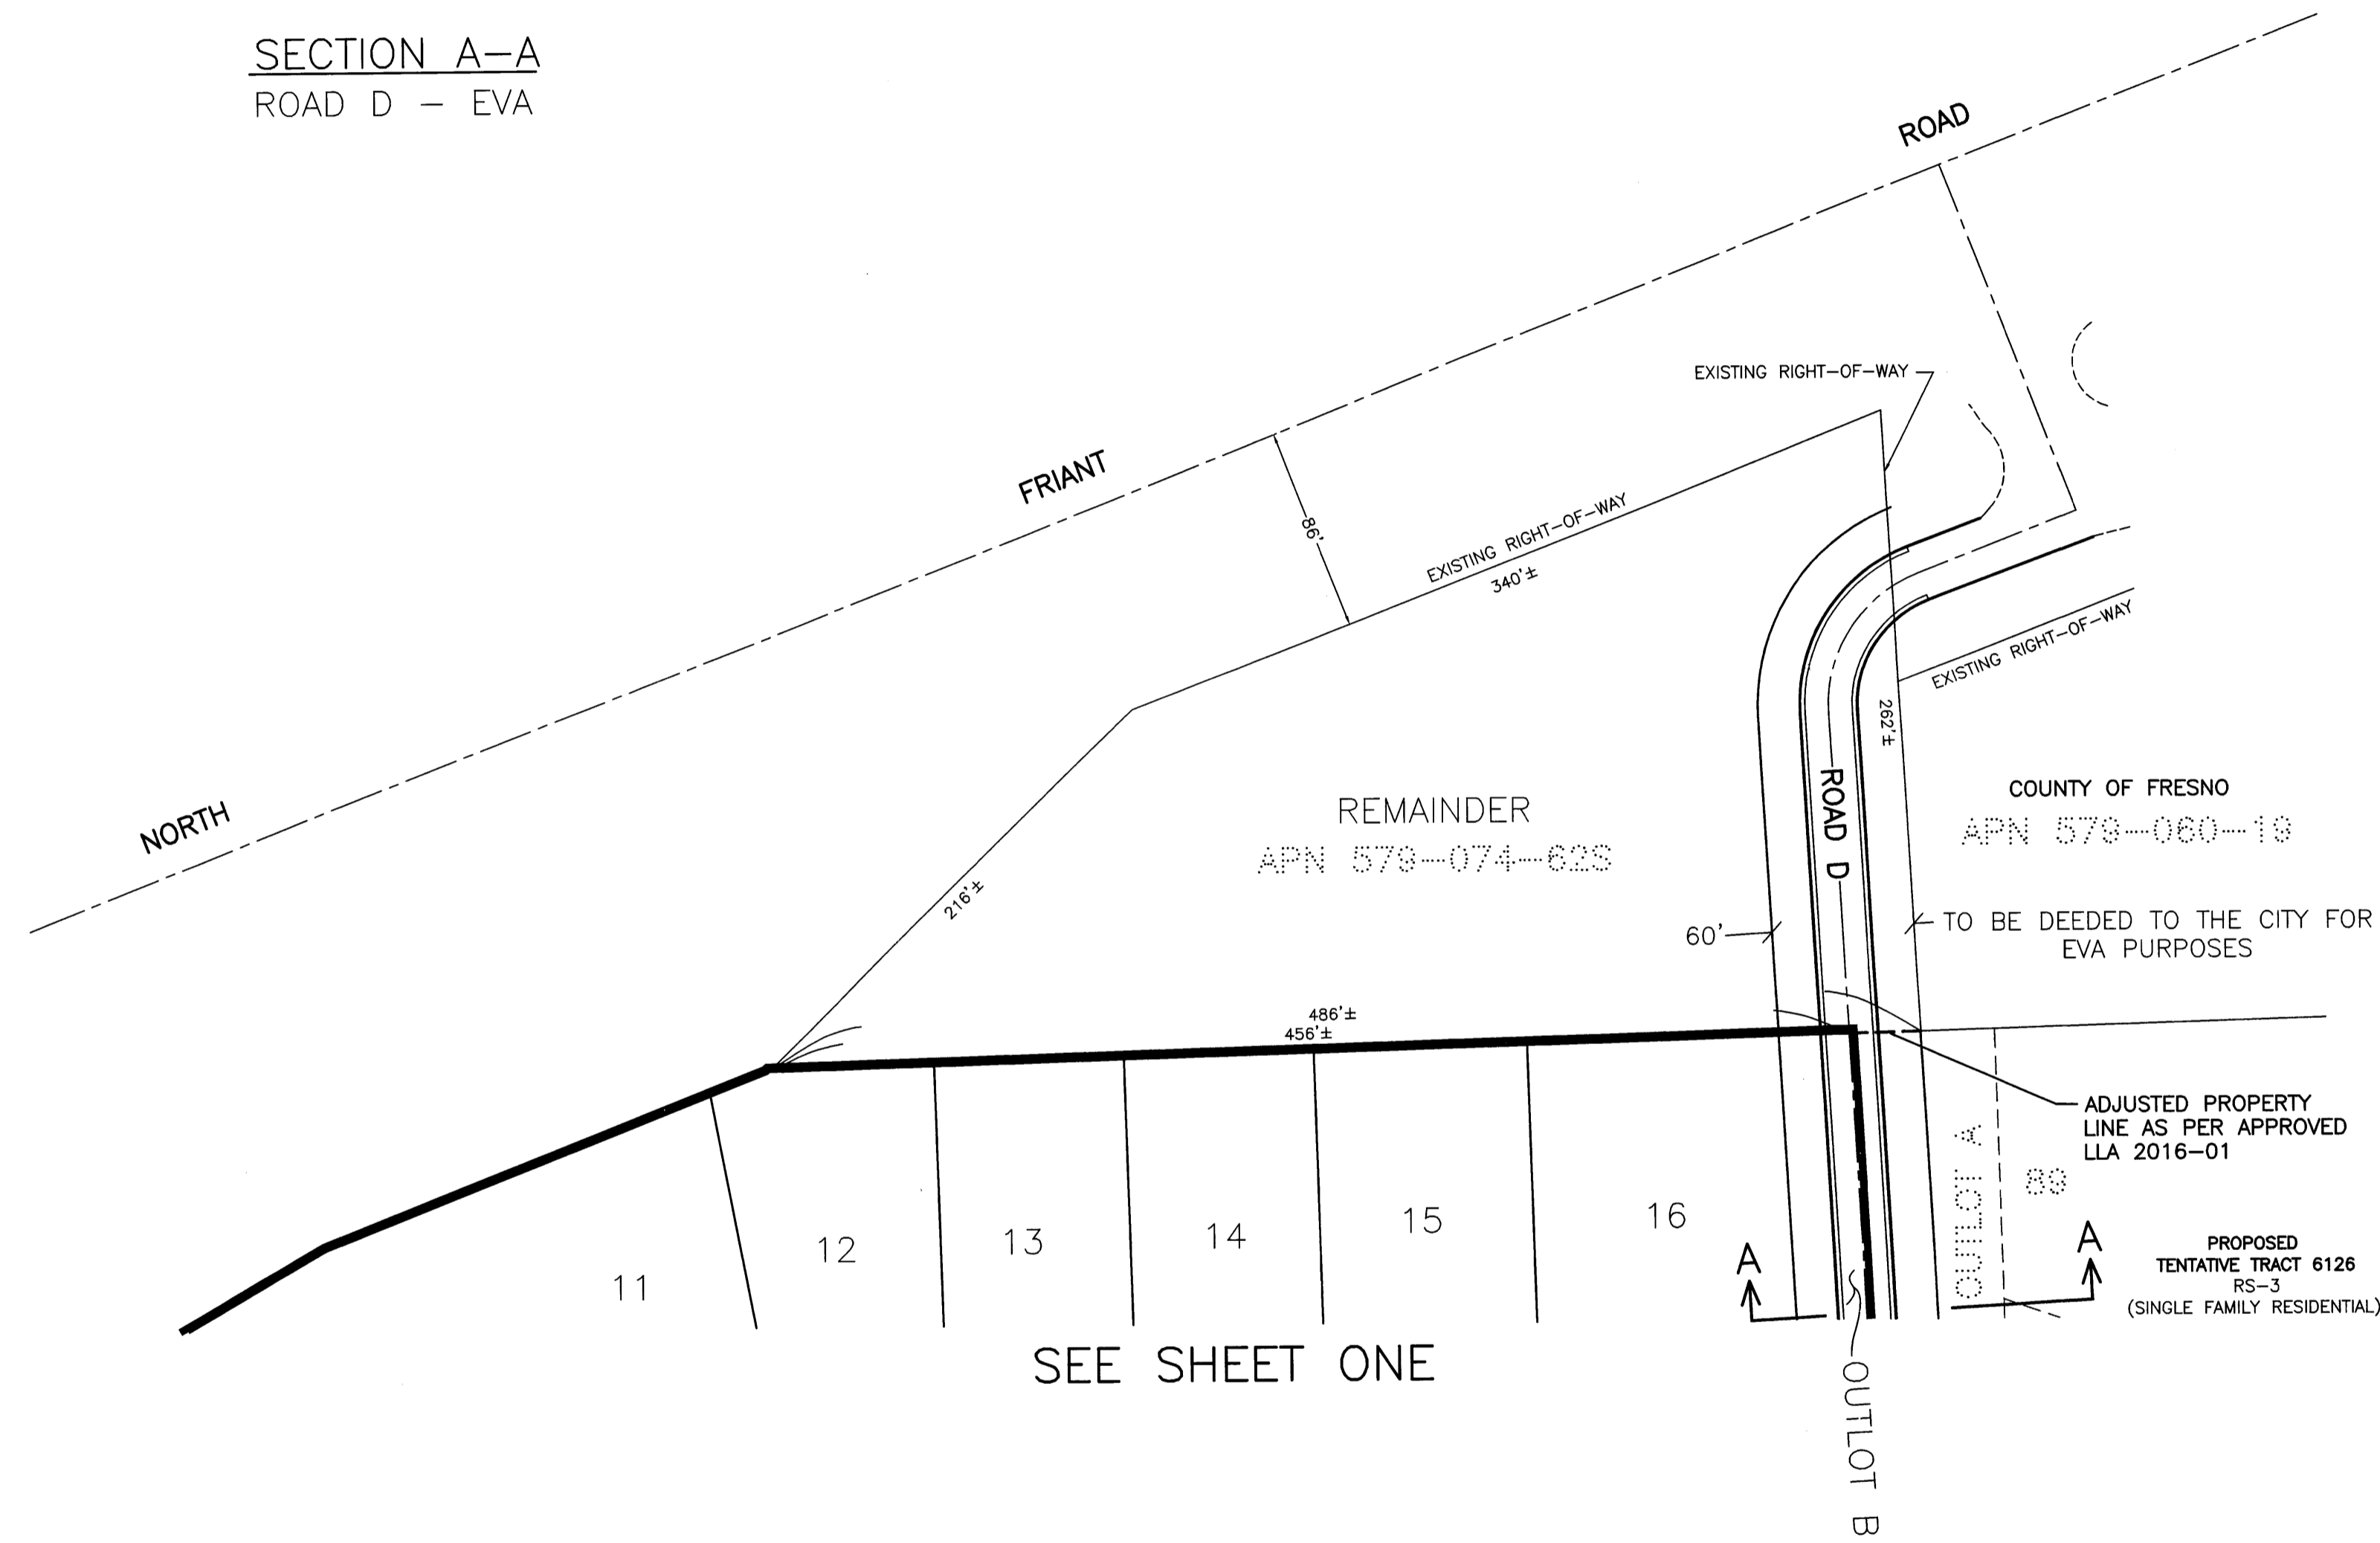 SECTION A–A
ROAD D – EVA
ROAD
EXISTING RIGHT–OF–WAY
FRIANT
86'
EXISTING RIGHT–OF–WAY
340'±
EXISTING RIGHT–OF–WAY
262'±
NORTH
REMAINDER
APN 579–074–62S
216'±
ROAD D
COUNTY OF FRESNO
APN 579–060–19
60'
TO BE DEEDED TO THE CITY FOR
EVA PURPOSES
486'±
456'±
ADJUSTED PROPERTY
LINE AS PER APPROVED
LLA 2016–01
OUTLOT A
89
11
12
13
14
15
16
A
A
PROPOSED
TENTATIVE TRACT 6126
RS–3
(SINGLE FAMILY RESIDENTIAL)
SEE SHEET ONE
OUTLOT B